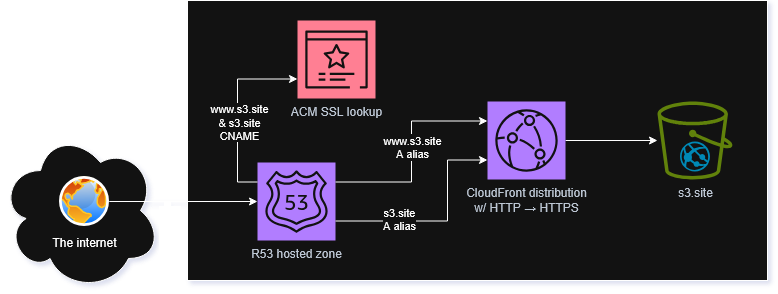 www.s3.site
& s3.site
CNAME
ACM SSL lookup
www.s3.site
A alias
s3.site
A alias
53
R53 hosted zone
The internet
CloudFront distribution
w/ HTTP → HTTPS
s3.site